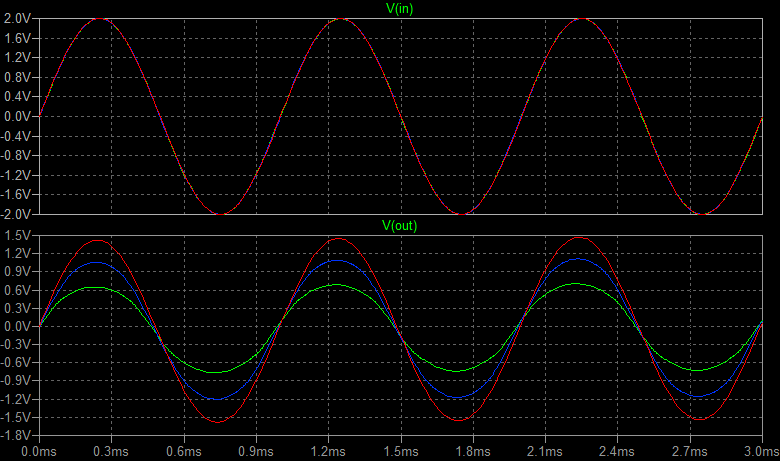 V(in)
2.0V
1.6V
1.2V
0.8V
0.4V
0.0V
-0.4V
-0.8V
-1.2V
-1.6V
-2.0V
V(out)
1.5V
1.2V
0.9V
0.6V
0.3V
0.0V
-0.3V
-0.6V
-0.9V
-1.2V
-1.5V
-1.8V
0.0ms 0.3ms 0.6ms 0.9ms 1.2ms 1.5ms 1.8ms 2.1ms 2.4ms 2.7ms 3.0ms